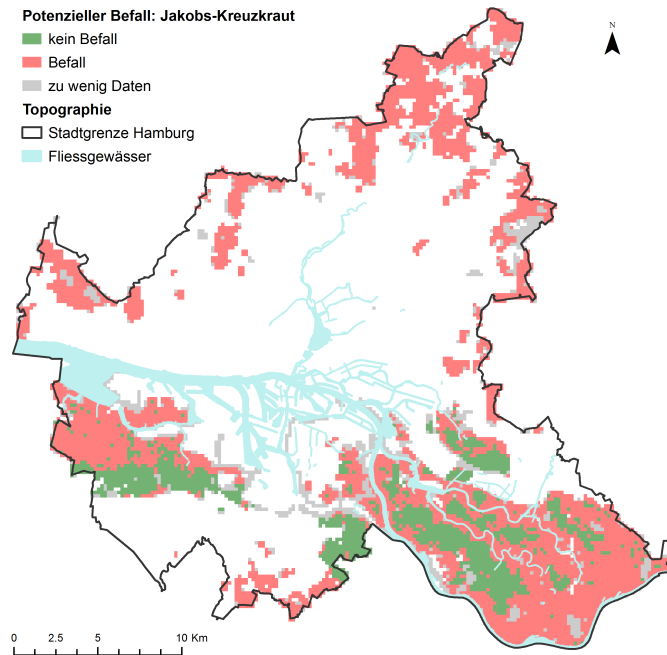 Potenzieller Befall: Jakobs-Kreuzkraut
kein Befall
Befall
zu wenig Daten
Topographie
Stadtgrenze Hamburg
Fliessgewässer
N
0 2.5 5 10 Km